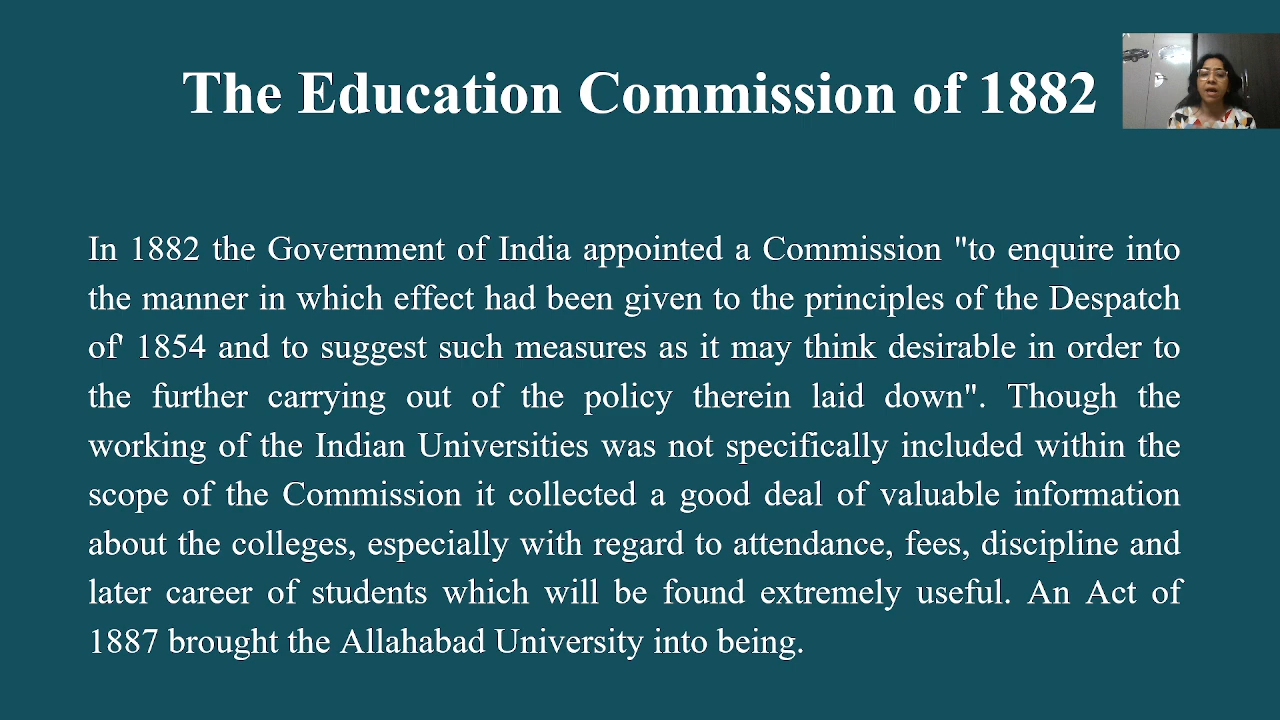 The Education Commission of 1882
In 1882 the Government of India appointed a Commission "to enquire into
the manner in which effect had been given to the principles of the Despatch
of' 1854 and to suggest such measures as it may think desirable in order to
the further carrying out of the policy therein laid down". Though the
working of the Indian Universities was not specifically included within the
scope of the Commission it collected a good deal of valuable information
about the colleges, especially with regard to attendance, fees, discipline and
later career of students which will be found extremely useful. An Act of
1887 brought the Allahabad University into being.